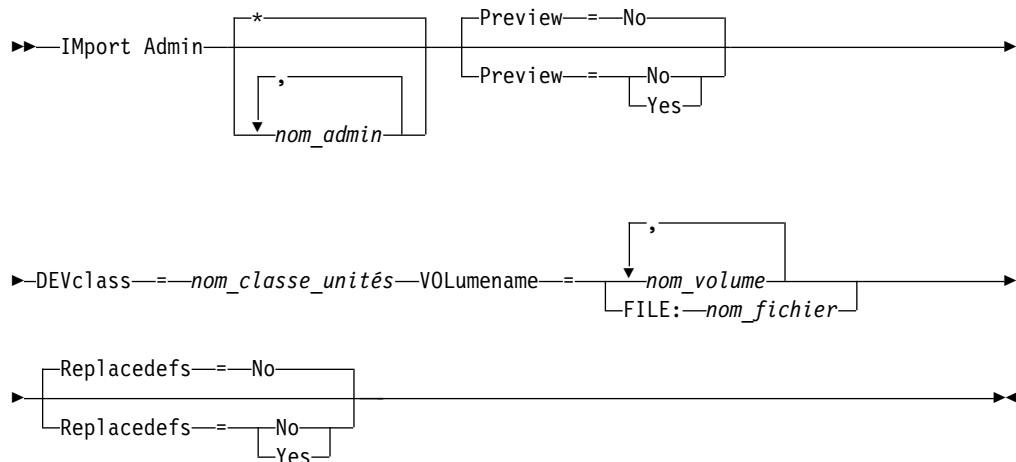 *
Preview = No
IMport Admin
,
nom_admin
Preview = No
Yes
,
DEVclass = nom_classe_unités VOLumename = nom_volume
FILE: nom_fichier
Replacedefs = No
Replacedefs = No
Yes